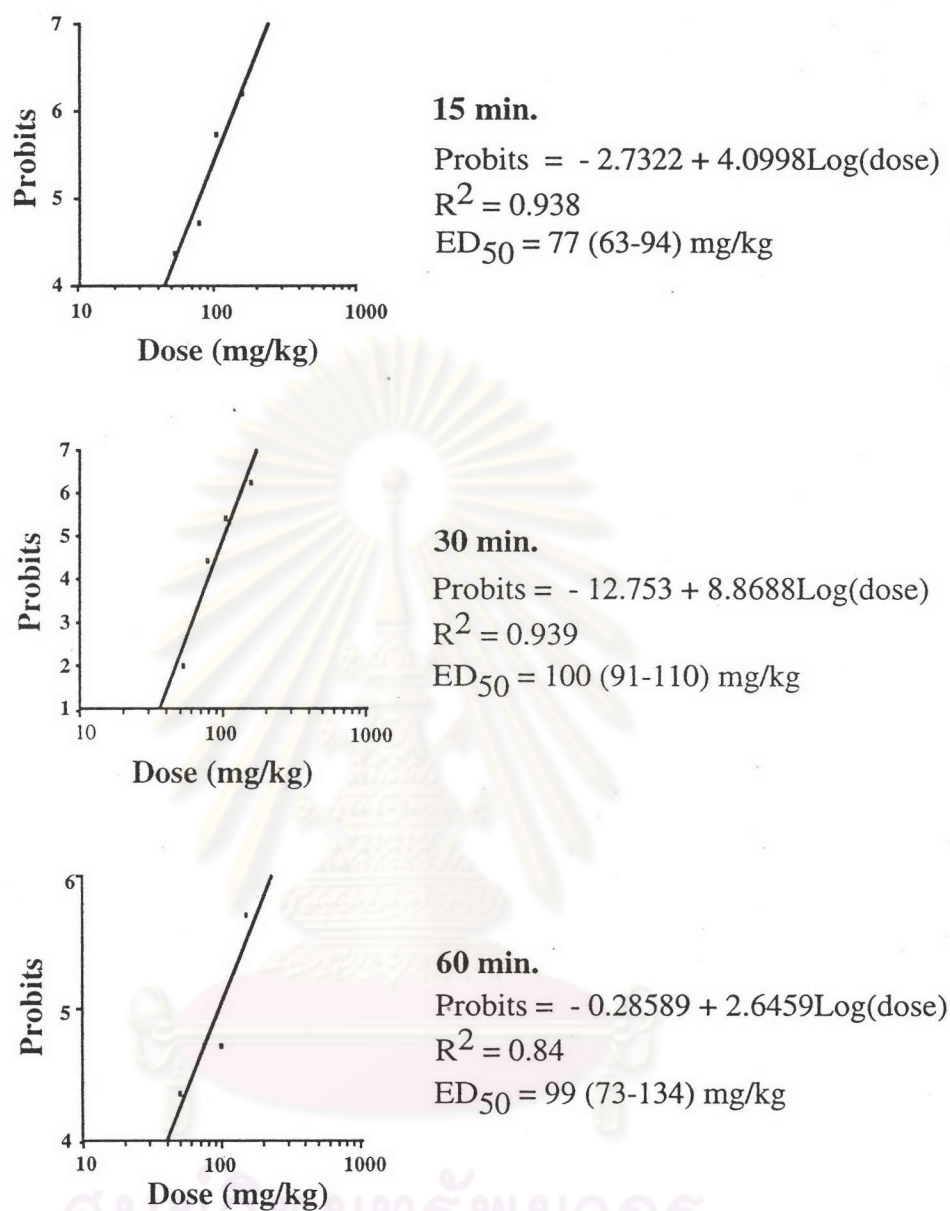 7
6
5
4
10
100
1000
Probits
Dose (mg/kg)
15 min.
Probits = - 2.7322 + 4.0998Log(dose)
R2 = 0.938
ED50 = 77 (63-94) mg/kg
7
6
5
4
3
2
1
10
100
1000
Probits
Dose (mg/kg)
30 min.
Probits = - 12.753 + 8.8688Log(dose)
R2 = 0.939
ED50 = 100 (91-110) mg/kg
6
5
4
10
100
1000
Probits
Dose (mg/kg)
60 min.
Probits = - 0.28589 + 2.6459Log(dose)
R2 = 0.84
ED50 = 99 (73-134) mg/kg